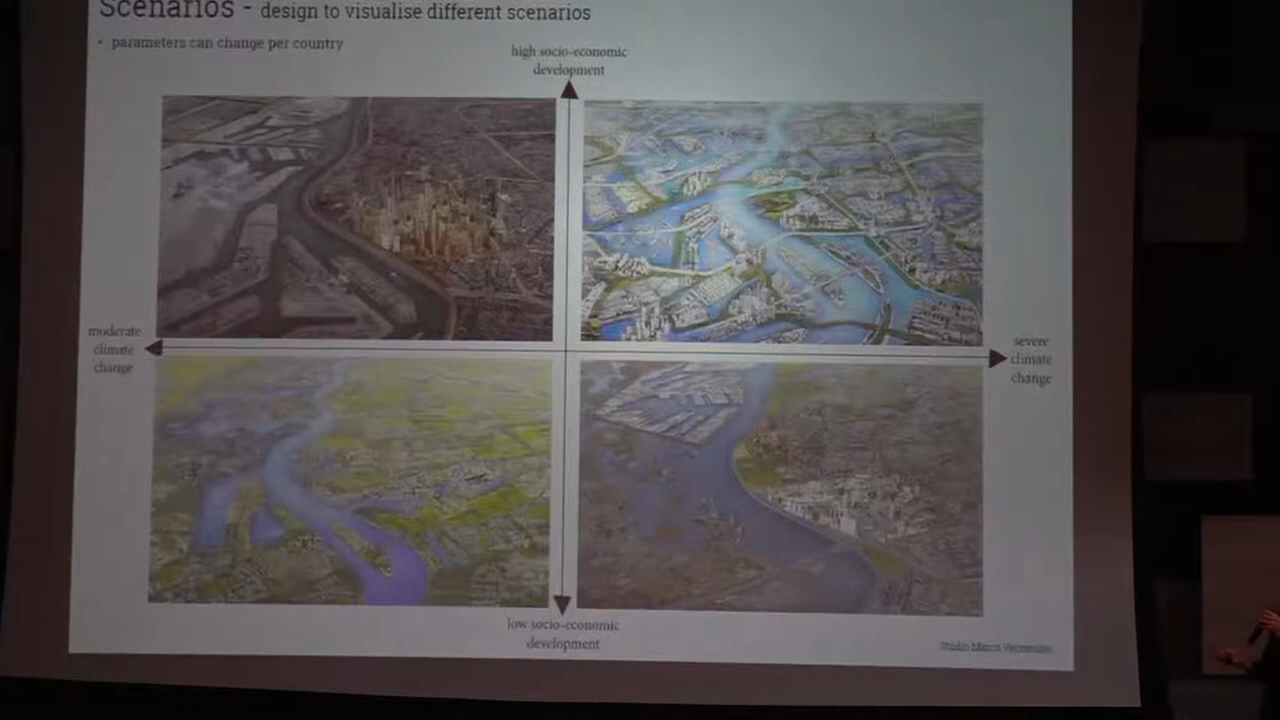 Scenarios - design to visualise different scenarios
• parameters can change per country
high socio-economic
development
moderate
climate
change
severe
climate
change
low socio-economic
development
Studio Marco Vermeulen